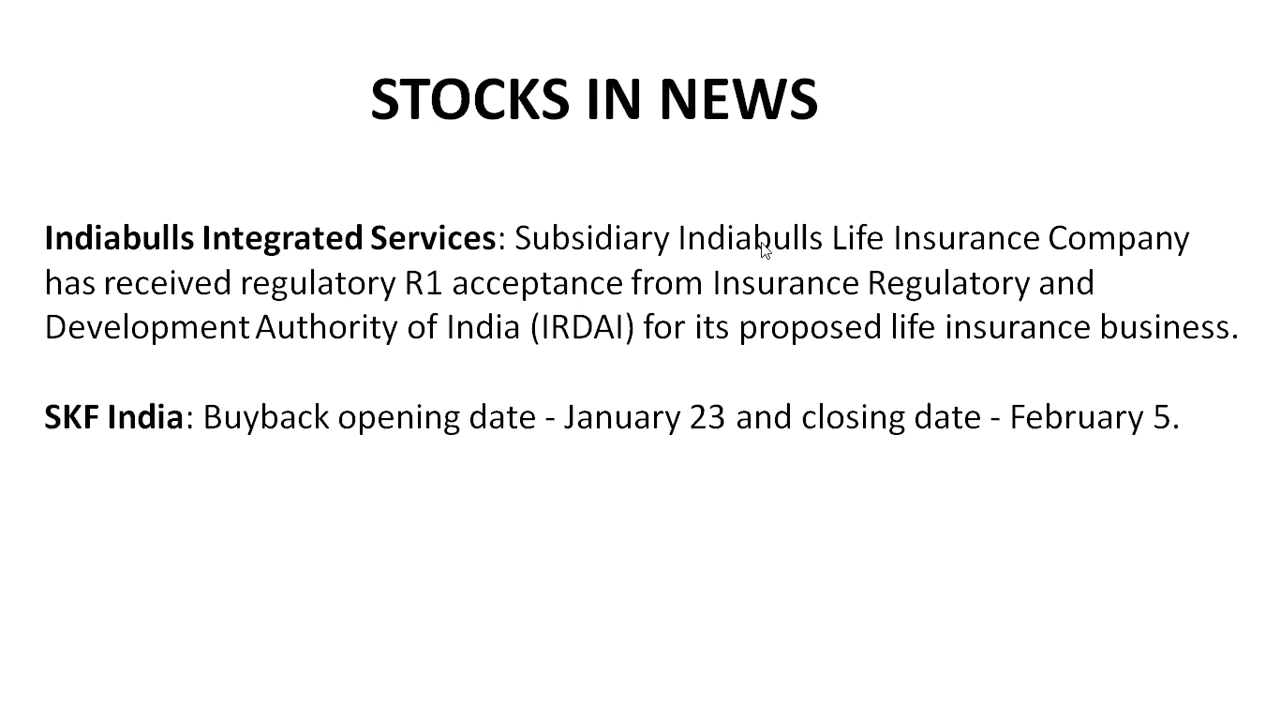 STOCKS IN NEWS
Indiabulls Integrated Services: Subsidiary Indiabulls Life Insurance Company
has received regulatory R1 acceptance from Insurance Regulatory and
Development Authority of India (IRDAI) for its proposed life insurance business.
SKF India: Buyback opening date - January 23 and closing date - February 5.